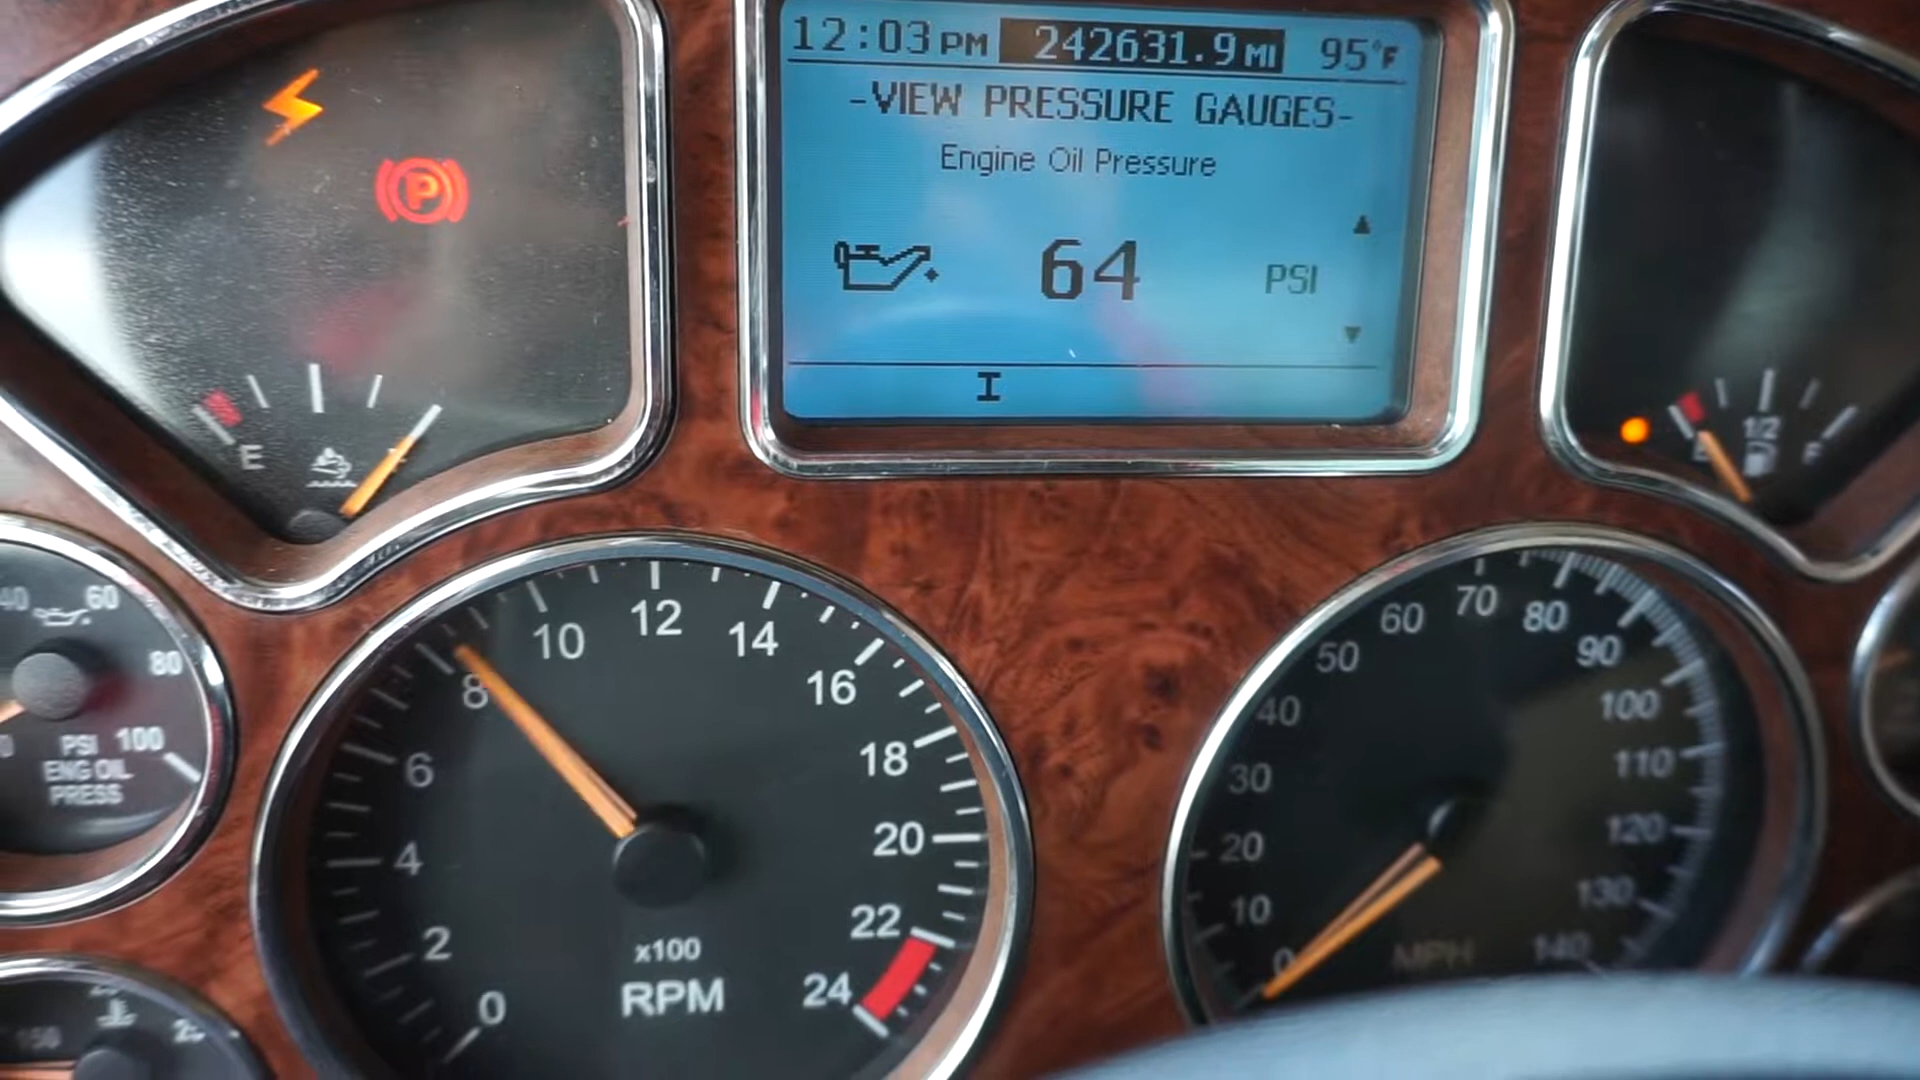 12:03 PM 242631.9 MI 95°F
-VIEW PRESSURE GAUGES-
Engine Oil Pressure
64 PSI
I
P
E
E 1/2 F
40 60 80 100
PSI
ENG OIL
PRESS
0 2 4 6 8 10 12 14 16 18 20 22 24
x100
RPM
0 10 20 30 40 50 60 70 80 90 100 110 120 130 140
MPH
150